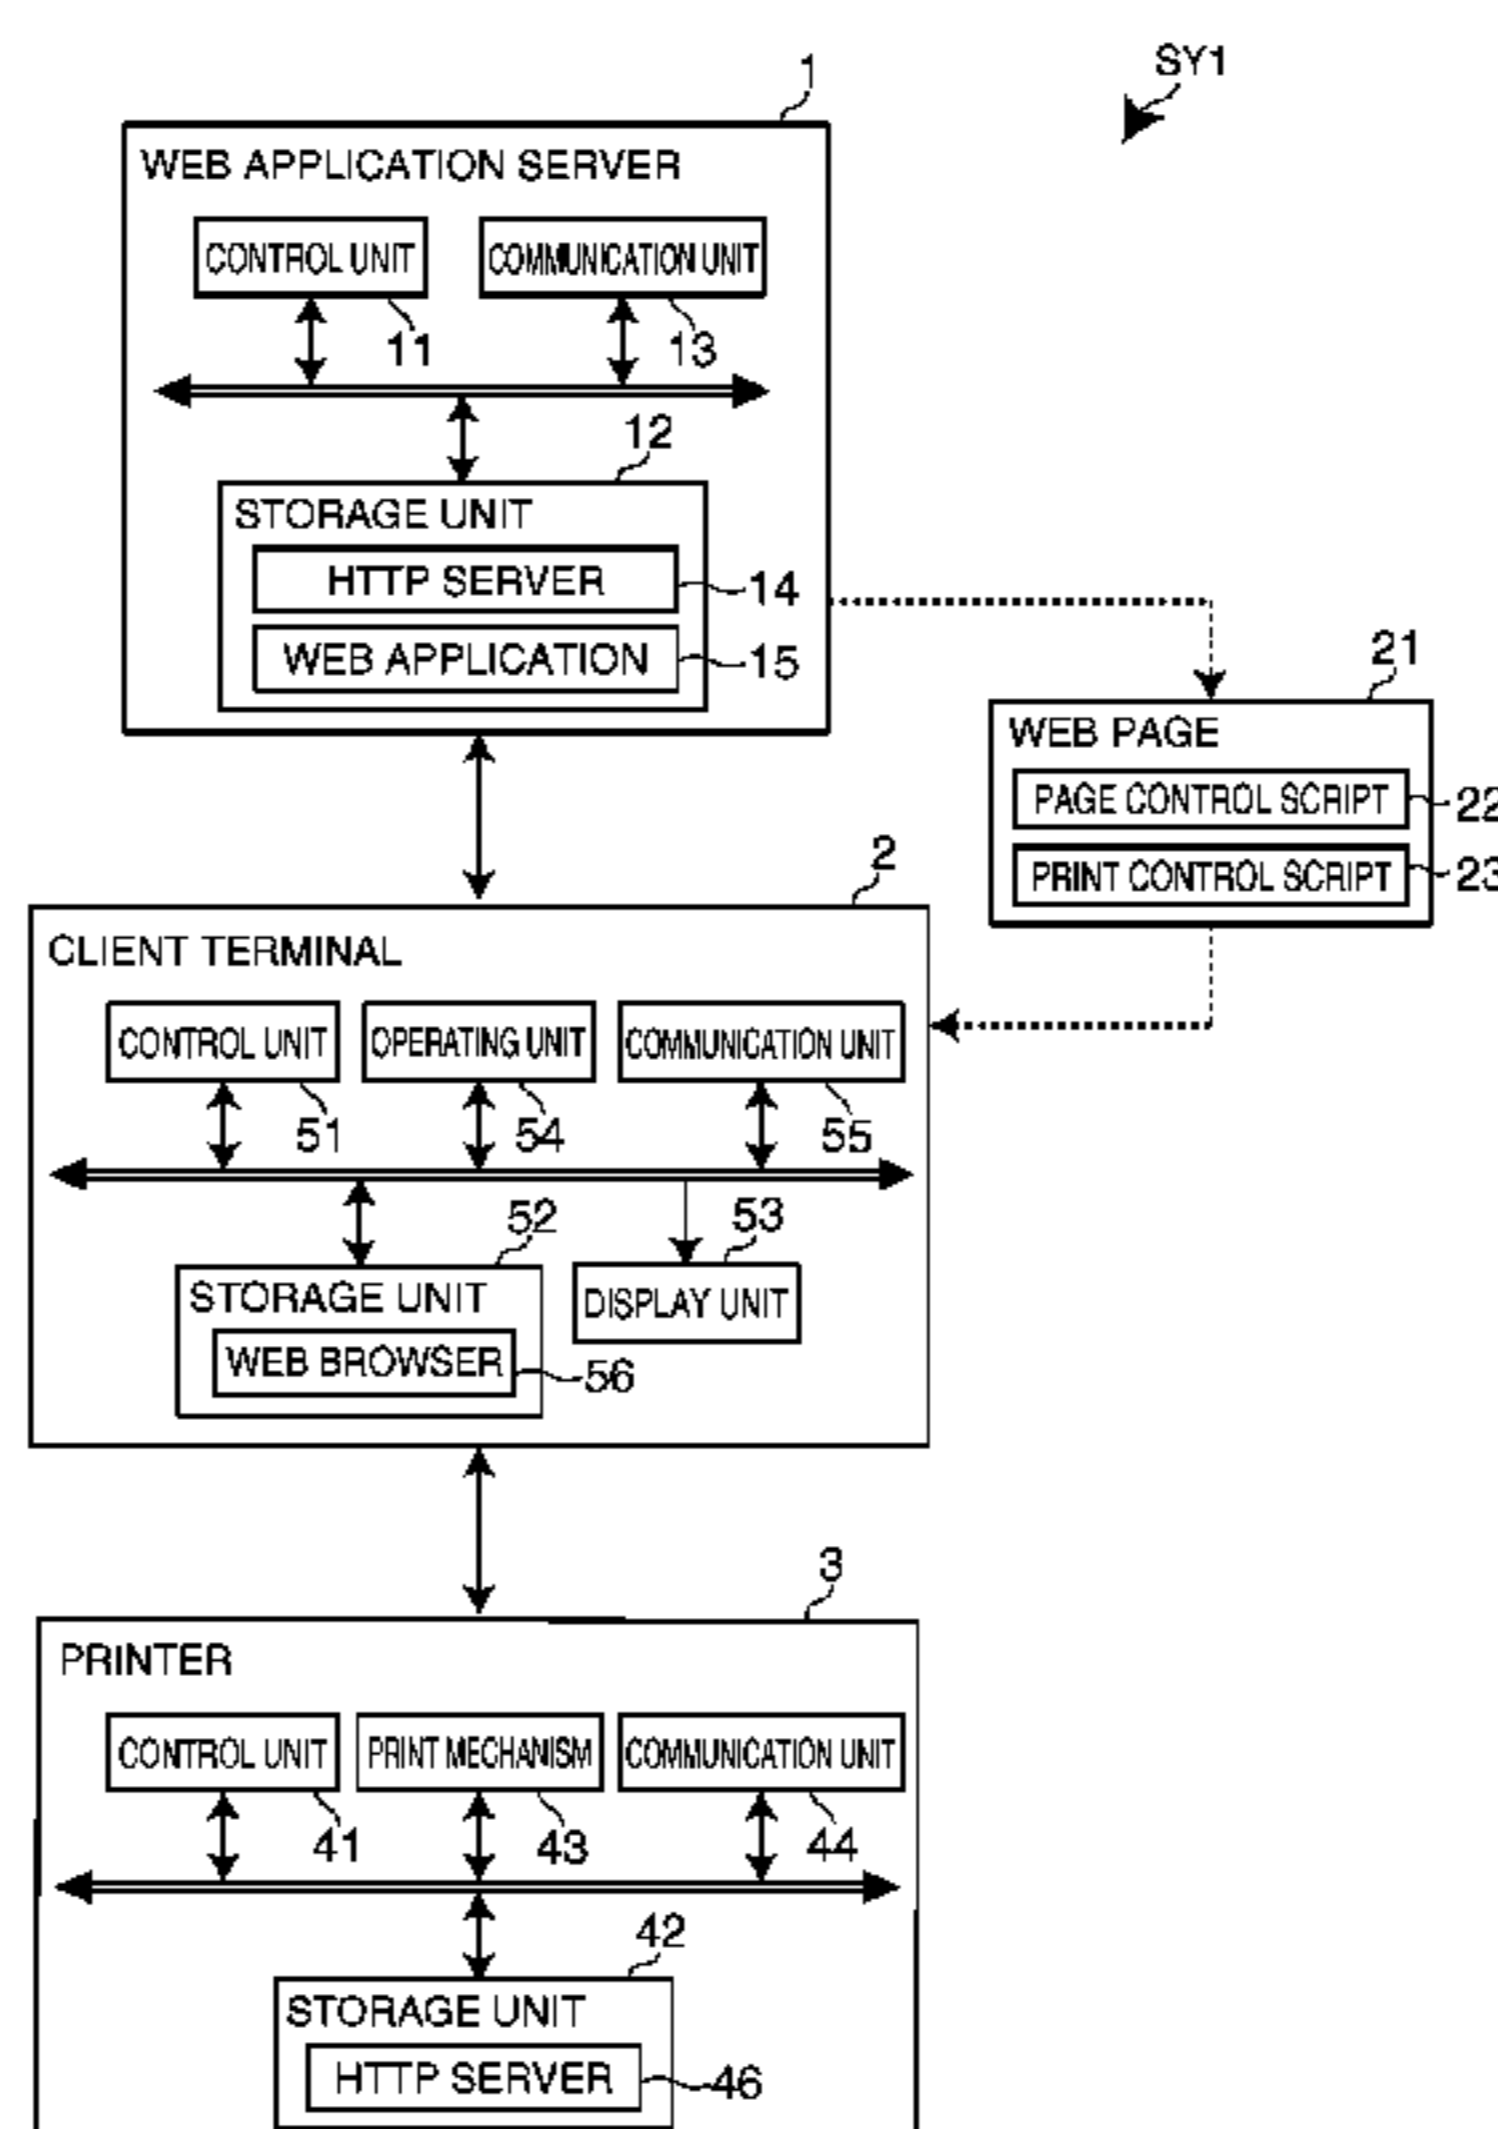 SY1
1
WEB APPLICATION SERVER
CONTROL UNIT
COMMUNICATION UNIT
11
13
12
STORAGE UNIT
HTTP SERVER
14
WEB APPLICATION
15
21
WEB PAGE
PAGE CONTROL SCRIPT
22
PRINT CONTROL SCRIPT
23
2
CLIENT TERMINAL
CONTROL UNIT
OPERATING UNIT
COMMUNICATION UNIT
51
54
55
52
53
STORAGE UNIT
DISPLAY UNIT
WEB BROWSER
56
3
PRINTER
CONTROL UNIT
PRINT MECHANISM
COMMUNICATION UNIT
41
43
44
42
STORAGE UNIT
HTTP SERVER
46